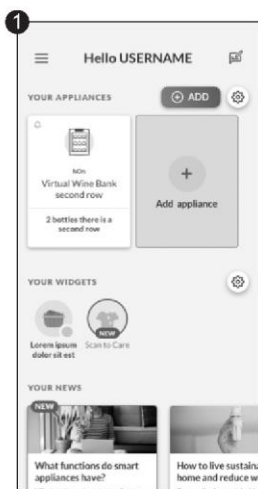 1
Hello USERNAME
YOUR APPLIANCES
ADD
Virtual Wine Bank
second row
2 bottles there is a
second row
Add appliance
YOUR WIDGETS
NEW
Lorem ipsum
dolor sit est
Scan to Care
YOUR NEWS
NEW
What functions do smart
appliances have?
How to live sustaina
home and reduce w